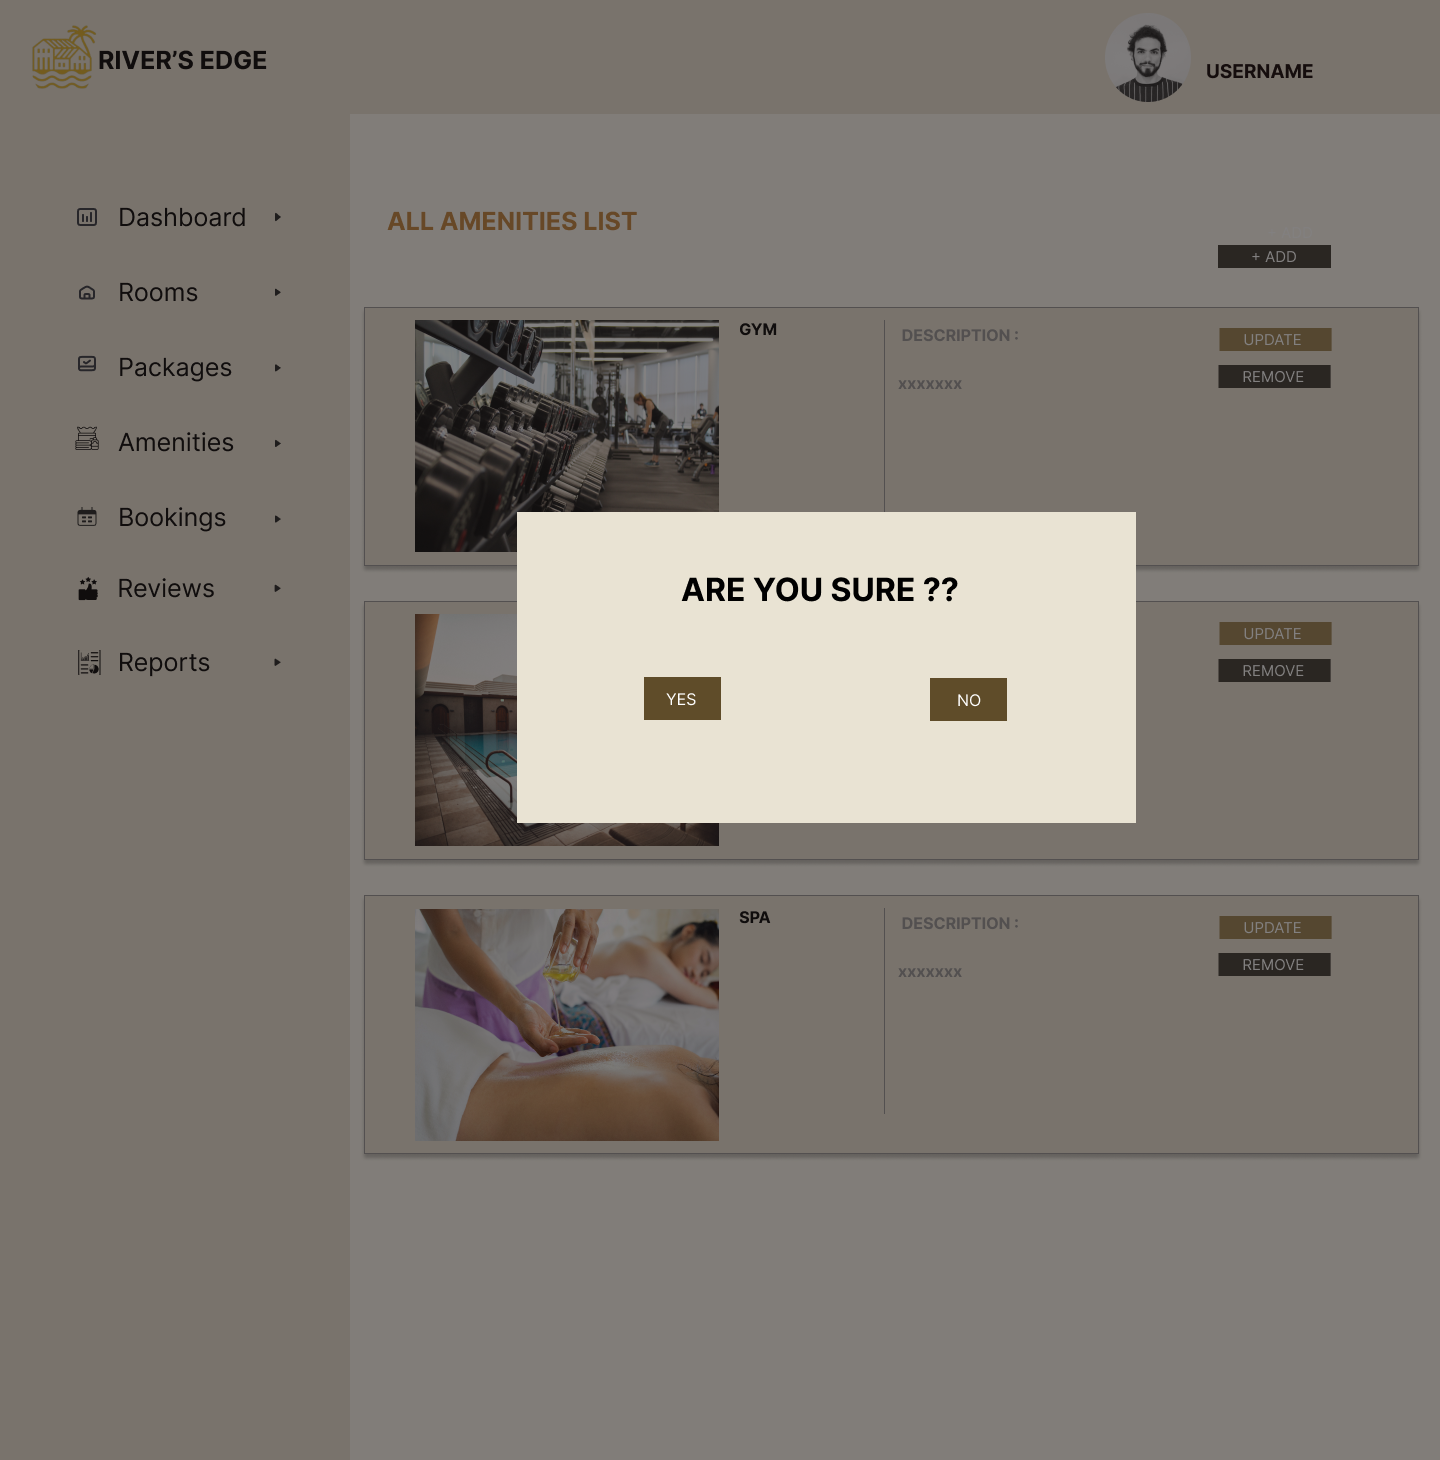 RIVER’S EDGE
USERNAME
Dashboard
Rooms
Packages
Amenities
Bookings
Reviews
Reports
ALL AMENITIES LIST
+ ADD
GYM
DESCRIPTION :
xxxxxxx
UPDATE
REMOVE
ARE YOU SURE ??
YES
NO
UPDATE
REMOVE
SPA
DESCRIPTION :
xxxxxxx
UPDATE
REMOVE